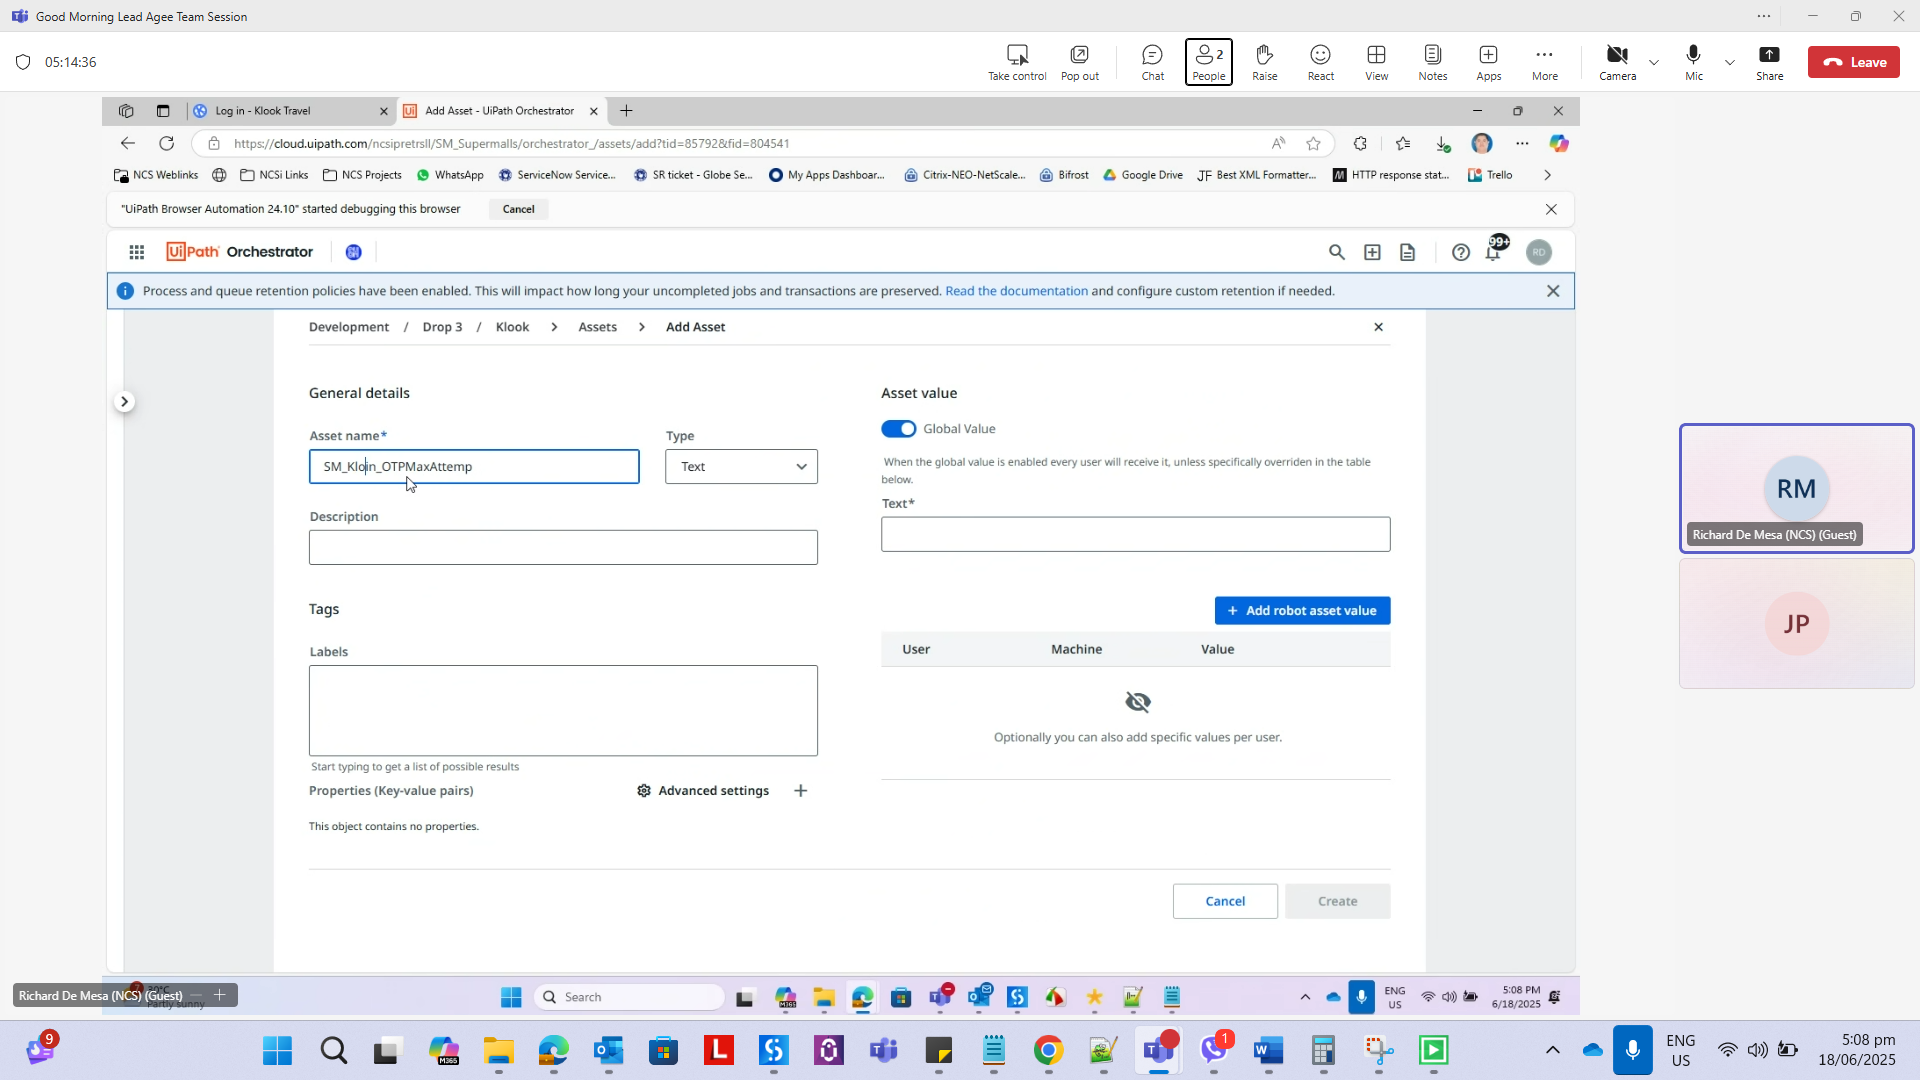 Good Morning Lead Agee Team Session
05:14:36
Take control
Pop out
Chat
2
People
Raise
React
View
Notes
Apps
More
Camera
Mic
Share
Leave
Log in - Klook Travel
Add Asset - UiPath Orchestrator
https://cloud.uipath.com/ncsipretrsll/SM_Supermalls/orchestrator_/assets/add?tid=85792&fid=804541
NCS Weblinks
NCSi Links
NCS Projects
WhatsApp
ServiceNow Service...
SR ticket - Globe Se...
My Apps Dashboar...
Citrix-NEO-NetScale...
Bifrost
Google Drive
JF Best XML Formatter...
HTTP response stat...
Trello
"UiPath Browser Automation 24.10" started debugging this browser
Cancel
UiPath Orchestrator
99+
RD
Process and queue retention policies have been enabled. This will impact how long your uncompleted jobs and transactions are preserved. Read the documentation and configure custom retention if needed.
Development / Drop 3 / Klook > Assets > Add Asset
General details
Asset name*
SM_Kloin_OTPMaxAttemp
Type
Text
Description
Tags
Labels
Start typing to get a list of possible results
Properties (Key-value pairs)
Advanced settings
This object contains no properties.
Asset value
Global Value
When the global value is enabled every user will receive it, unless specifically overriden in the table
below.
Text*
+ Add robot asset value
User
Machine
Value
Optionally you can also add specific values per user.
Cancel
Create
RM
Richard De Mesa (NCS) (Guest)
JP
Richard De Mesa (NCS) (Guest)
30°C
Partly sunny
Search
ENG
US
5:08 PM
6/18/2025
9
M365
1
ENG
US
5:08 pm
18/06/2025